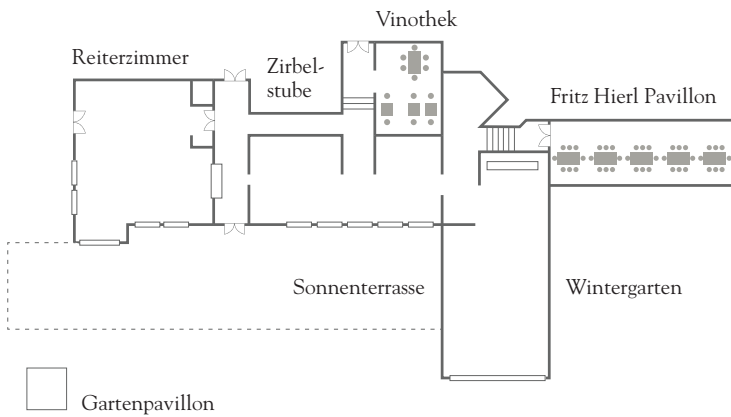 Vinothek
Reiterzimmer
Zirbel-
stube
Fritz Hierl Pavillon
Sonnenterrasse
Wintergarten
Gartenpavillon